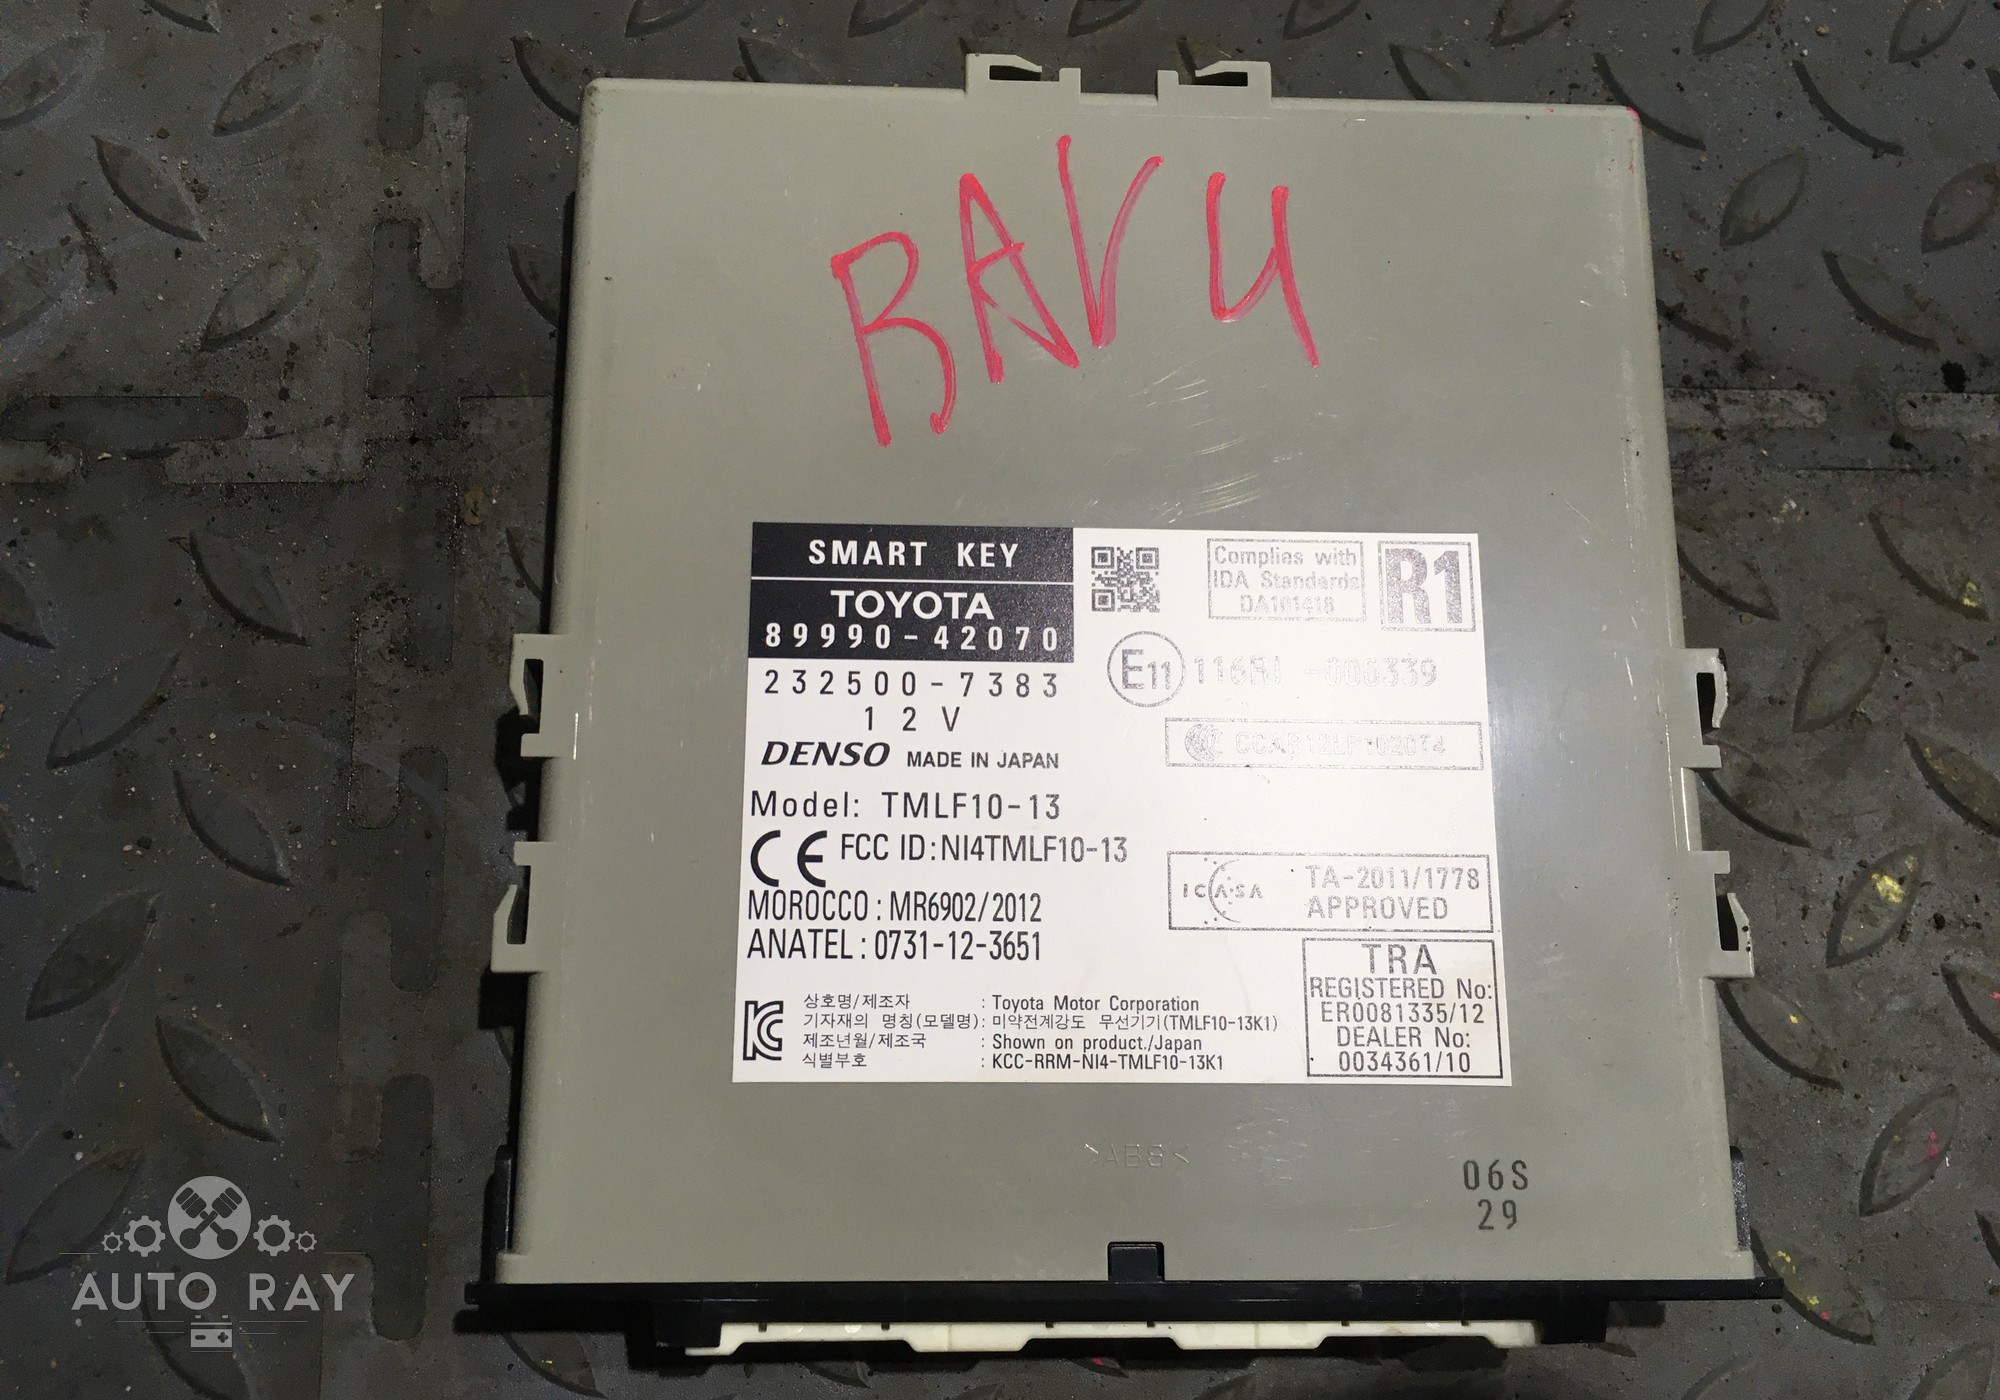 RAV4
SMART KEY
TOYOTA
89990-42070
232500-7383
12V
DENSO MADE IN JAPAN
Model: TMLF10-13
CE FCC ID:NI4TMLF10-13
MOROCCO: MR6902/2012
ANATEL: 0731-12-3651
상호명/제조자 : Toyota Motor Corporation
기자재의 명칭(모델명): 미약전계강도 무선기기(TMLF10-13K1)
제조년월/제조국 : Shown on product./Japan
식별부호 : KCC-RRM-NI4-TMLF10-13K1
Complies with
IDA Standards
DA101418
R1
E11 116RI -000339
ICASA TA-2011/1778
APPROVED
TRA
REGISTERED No:
ER0081335/12
DEALER No:
0034361/10
>ABS<
06S
29
AUTO RAY